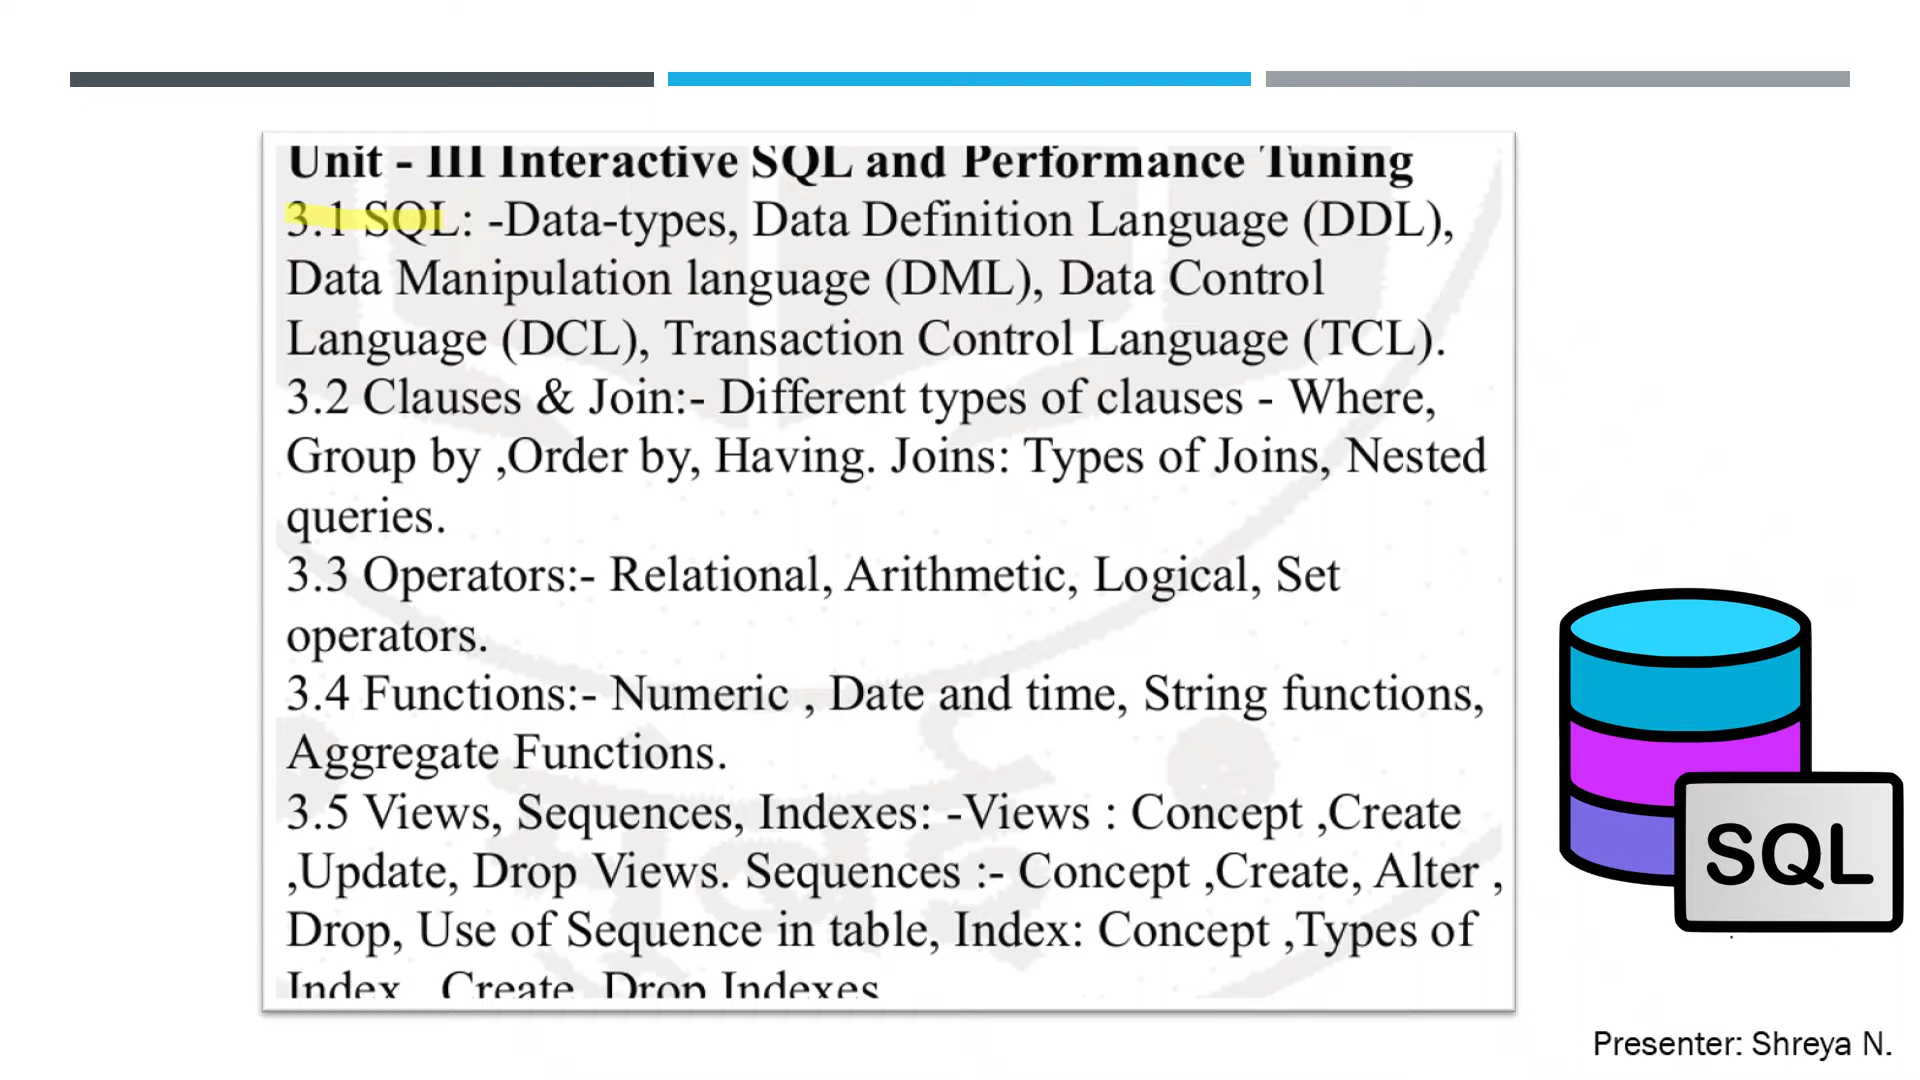 Unit - III Interactive SQL and Performance Tuning
3.1 SQL: -Data-types, Data Definition Language (DDL),
Data Manipulation language (DML), Data Control
Language (DCL), Transaction Control Language (TCL).
3.2 Clauses & Join:- Different types of clauses - Where,
Group by ,Order by, Having. Joins: Types of Joins, Nested
queries.
3.3 Operators:- Relational, Arithmetic, Logical, Set
operators.
3.4 Functions:- Numeric , Date and time, String functions,
Aggregate Functions.
3.5 Views, Sequences, Indexes: -Views : Concept ,Create
,Update, Drop Views. Sequences :- Concept ,Create, Alter ,
Drop, Use of Sequence in table, Index: Concept ,Types of
Index , Create, Drop Indexes
SQL
Presenter: Shreya N.